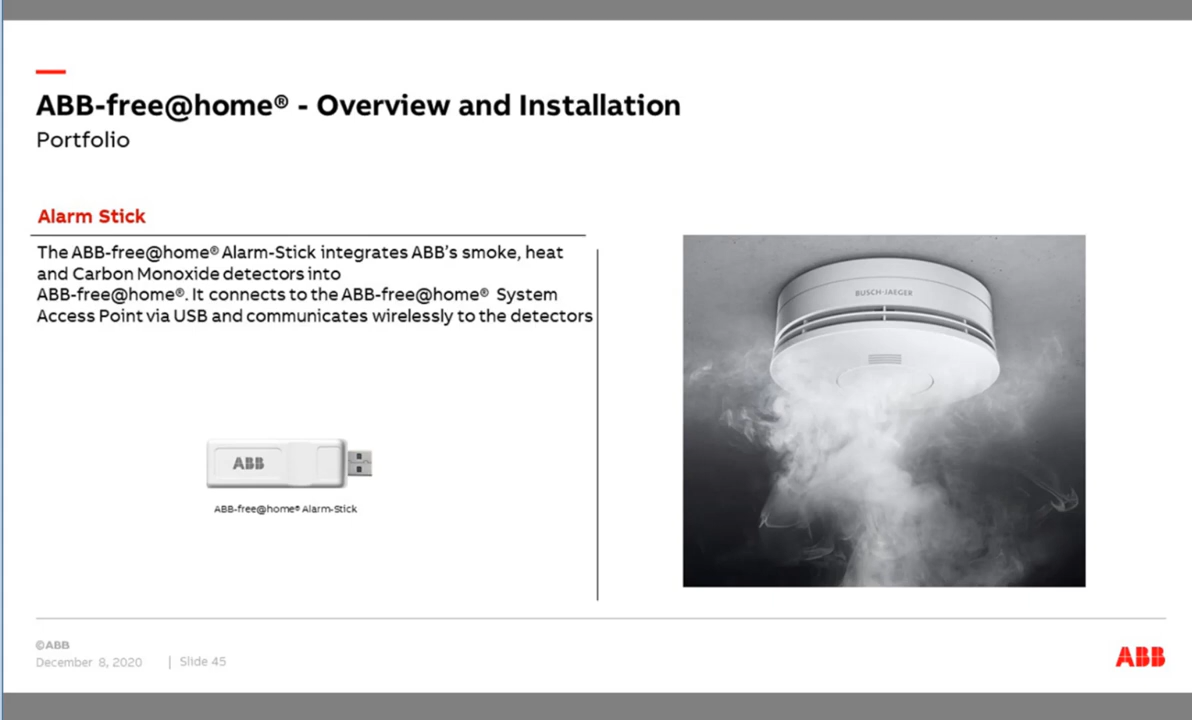 ABB-free@home® - Overview and Installation
Portfolio
Alarm Stick
The ABB-free@home® Alarm-Stick integrates ABB's smoke, heat
and Carbon Monoxide detectors into
ABB-free@home®. It connects to the ABB-free@home® System
Access Point via USB and communicates wirelessly to the detectors
BUSCH-JAEGER
ABB
ABB-free@home® Alarm-Stick
©ABB
December 8, 2020 | Slide 45
ABB